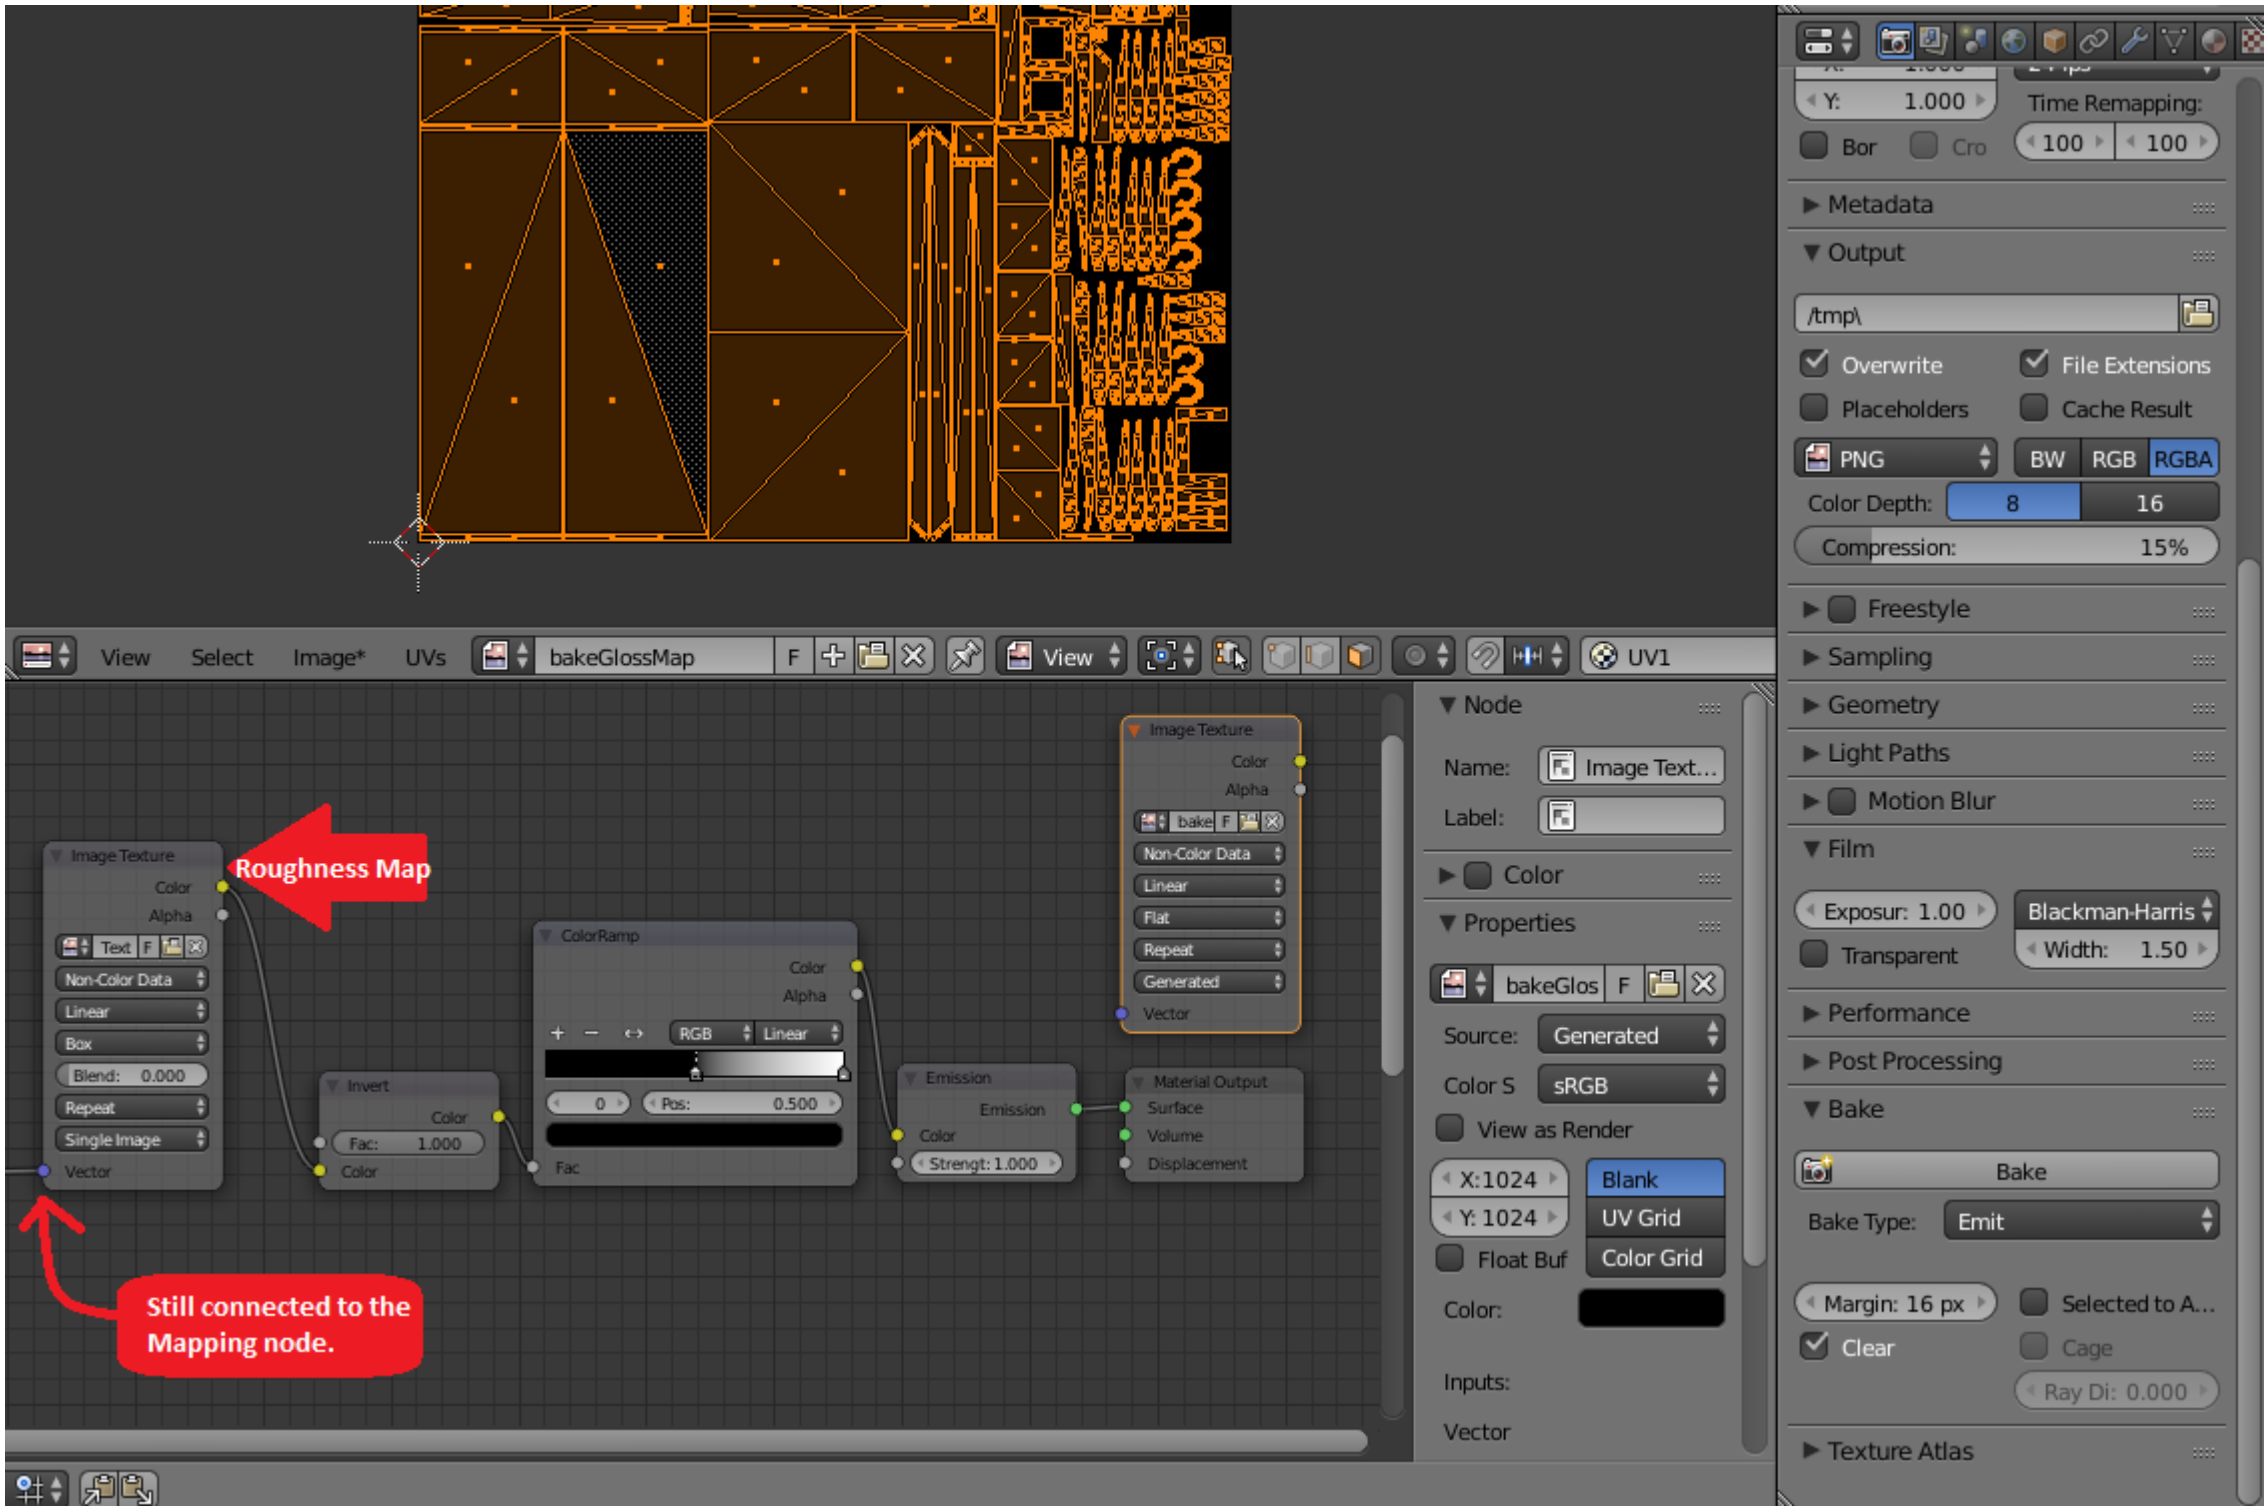 Y: 1.000
Time Remapping:
Bor
Cro
100
100
Metadata
Output
/tmp\
Overwrite
File Extensions
Placeholders
Cache Result
PNG
BW
RGB
RGBA
Color Depth:
8
16
Compression: 15%
Freestyle
Sampling
Geometry
Light Paths
Motion Blur
Film
Exposur: 1.00
Blackman-Harris
Transparent
Width: 1.50
Performance
Post Processing
Bake
Bake
Bake Type:
Emit
Margin: 16 px
Selected to A...
Clear
Cage
Ray Di: 0.000
Texture Atlas
View
Select
Image*
UVs
bakeGlossMap
F
View
UV1
Image Texture
Color
Alpha
Text
F
Non-Color Data
Linear
Box
Blend: 0.000
Repeat
Single Image
Vector
Roughness Map
Still connected to the
Mapping node.
Invert
Color
Fac: 1.000
Color
ColorRamp
Color
Alpha
RGB
Linear
0
Pos: 0.500
Fac
Emission
Emission
Color
Strengt: 1.000
Image Texture
Color
Alpha
bake
F
Non-Color Data
Linear
Flat
Repeat
Generated
Vector
Material Output
Surface
Volume
Displacement
Node
Name:
Image Text...
Label:
Color
Properties
bakeGlos
F
Source:
Generated
Color S
sRGB
View as Render
X:1024
Y: 1024
Blank
UV Grid
Color Grid
Float Buf
Color:
Inputs:
Vector